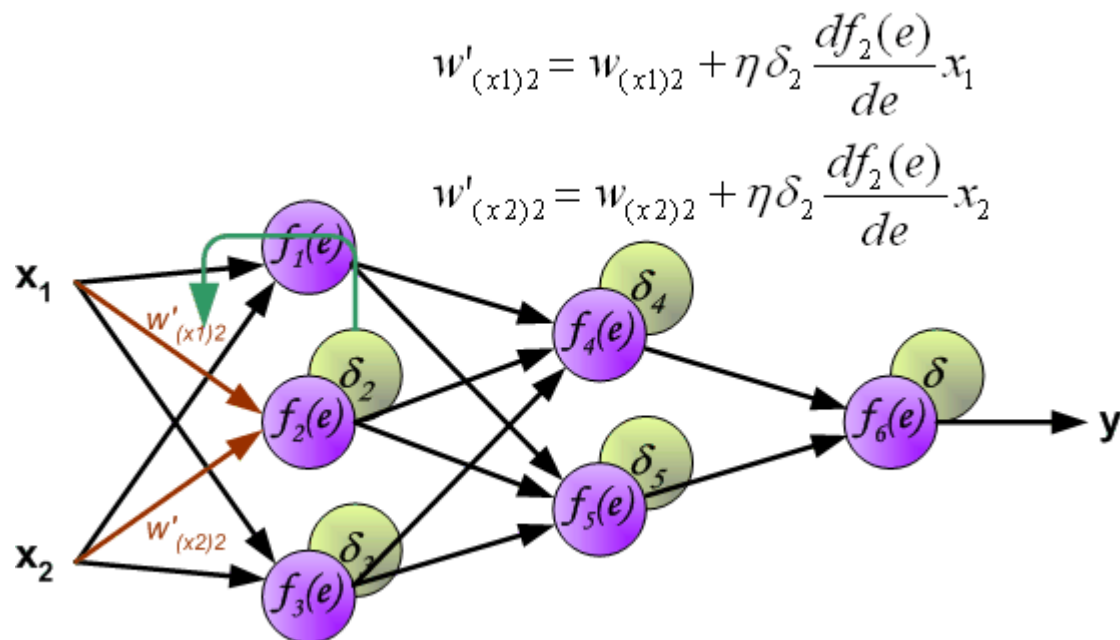 w'(x1)2 = w(x1)2 + η δ2 df2(e)/de x1
w'(x2)2 = w(x2)2 + η δ2 df2(e)/de x2
f1(e)
x1
δ4
w'(x1)2
f4(e)
δ2
δ
f2(e)
f6(e)
y
δ5
w'(x2)2
f5(e)
x2
δ3
f3(e)